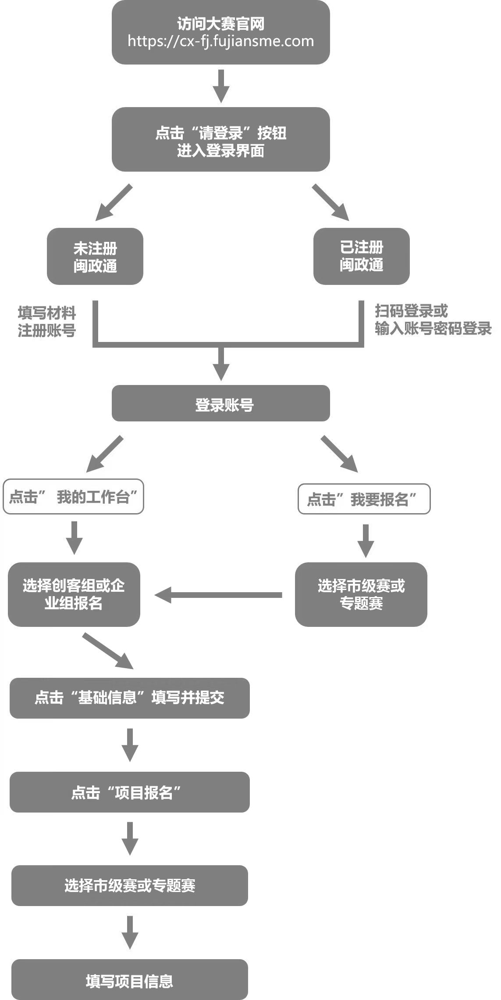 访问大赛官网
https://cx-fj.fujiansme.com
点击“请登录”按钮
进入登录界面
未注册
闽政通
已注册
闽政通
填写材料
注册账号
扫码登录或
输入账号密码登录
登录账号
点击” 我的工作台”
点击”我要报名”
选择创客组或企
业组报名
选择市级赛或
专题赛
点击“基础信息”填写并提交
点击“项目报名”
选择市级赛或专题赛
填写项目信息